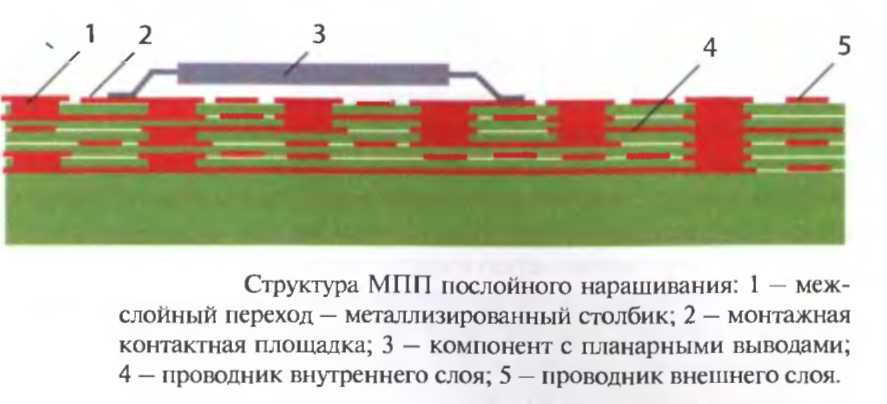 1 2 3 4 5
Структура МПП послойного нарашивания: 1 — меж-
слойный переход — металлизированный столбик; 2 — монтажная
контактная площадка; 3 — компонент с планарными выводами;
4 — проводник внутреннего слоя; 5 — проводник внешнего слоя.